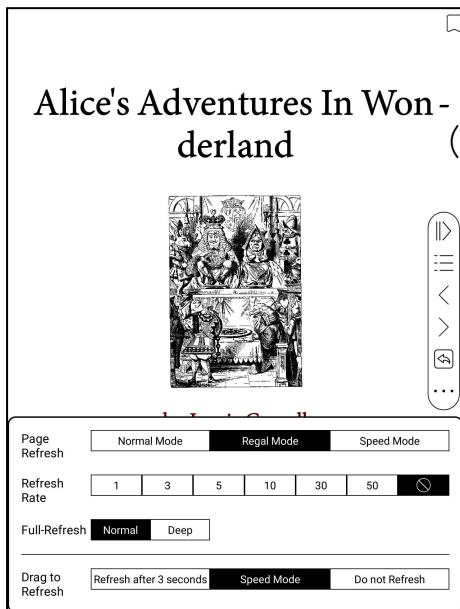 Alice's Adventures In Won-
derland
Page
Refresh
Normal Mode Regal Mode Speed Mode
Refresh
Rate
1 3 5 10 30 50
Full-Refresh Normal Deep
Drag to
Refresh
Refresh after 3 seconds Speed Mode Do not Refresh